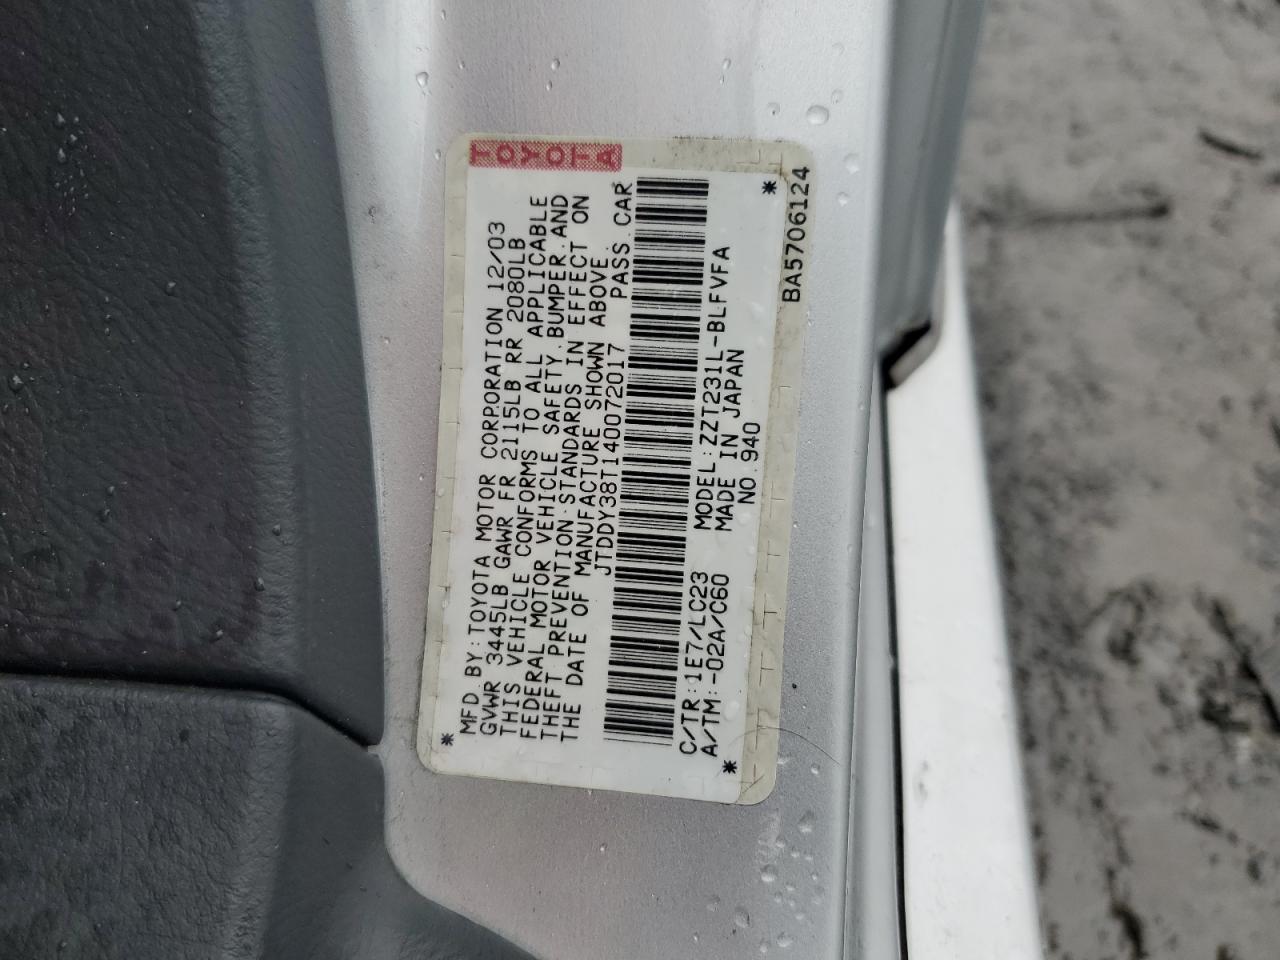 TOYOTA
MFD BY:TOYOTA MOTOR CORPORATION 12/03
GVWR 3445LB GAWR FR 2115LB RR 2080LB
THIS VEHICLE CONFORMS TO ALL APPLICABLE
FEDERAL MOTOR VEHICLE SAFETY,BUMPER,AND
THEFT PREVENTION STANDARDS IN EFFECT ON
THE DATE OF MANUFACTURE SHOWN ABOVE.
JTDDY38T140072017 PASS.CAR
C/TR:1E7/LC23 MODEL:ZZT231L-BLFVFA
A/TM:-02A/C60 MADE IN JAPAN
NO.940
BA5706124